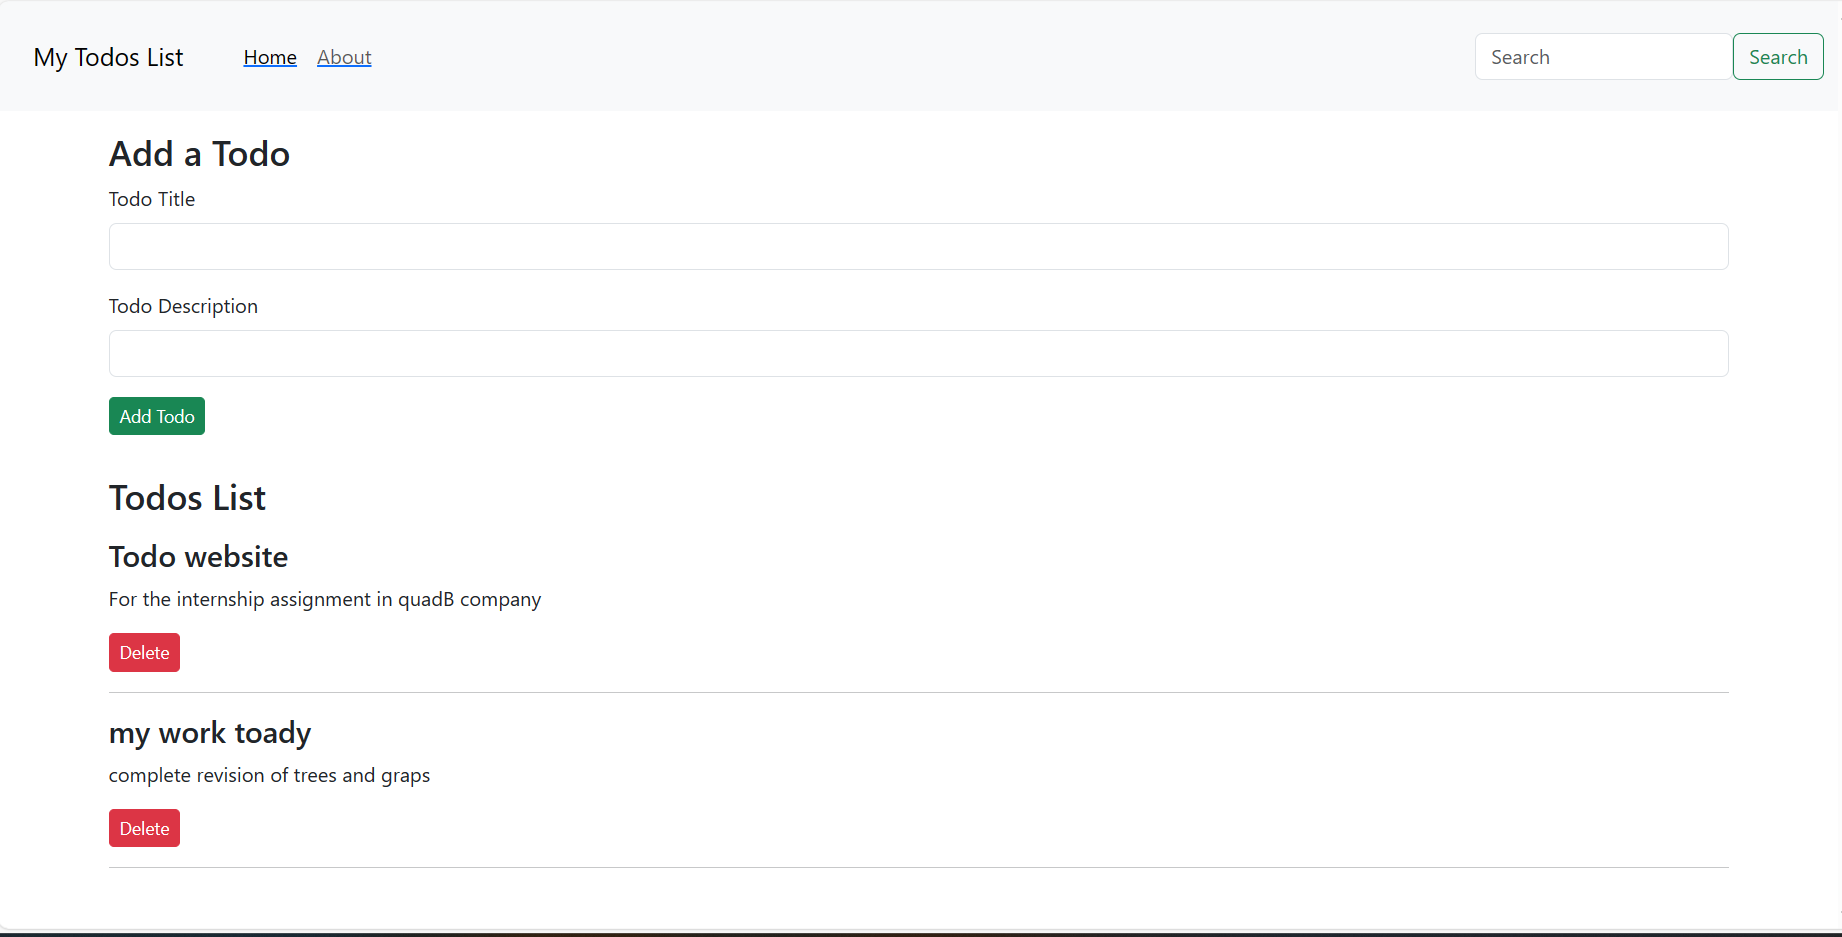 My Todos List Home About Search Search
Add a Todo
Todo Title
Todo Description
Add Todo
Todos List
Todo website
For the internship assignment in quadB company
Delete
my work toady
complete revision of trees and graps
Delete